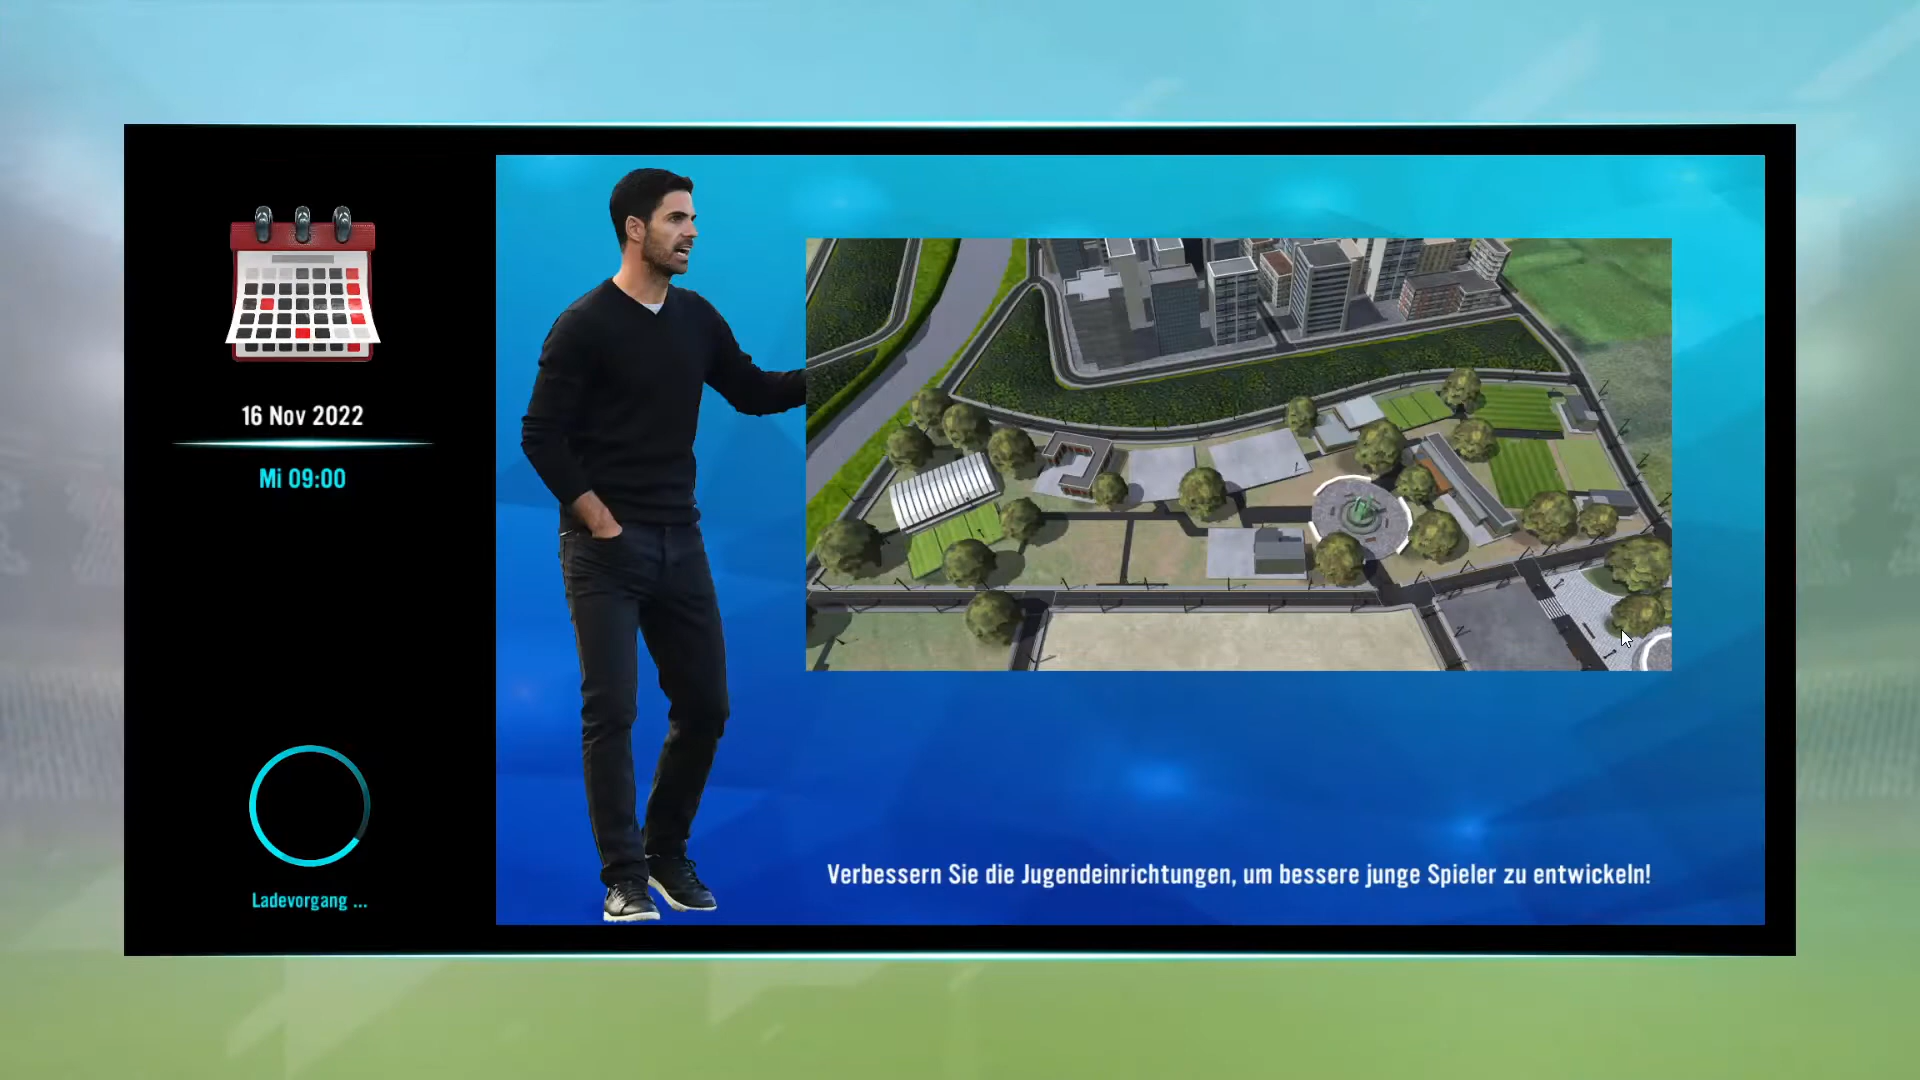 16 Nov 2022
Mi 09:00
Ladevorgang ...
Verbessern Sie die Jugendeinrichtungen, um bessere junge Spieler zu entwickeln!